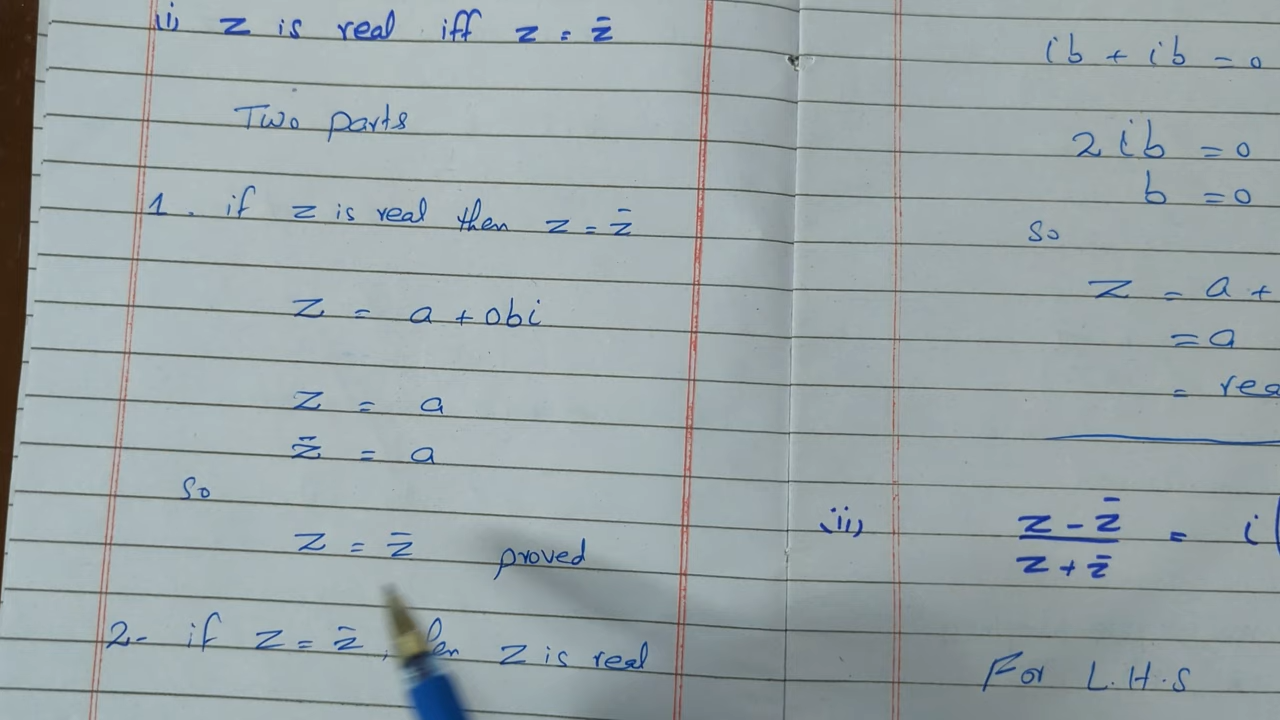 ii) z is real iff z = z̄
Two parts
1. if z is real then z = z̄
z = a + 0bi
z = a
z̄ = a
so
z = z̄ proved
2- if z = z̄, z is real
ib + ib = 0
2ib = 0
b = 0
so
z = a +
= a
=
iii)
z - z̄
= i(
z + z̄
For L.H.S